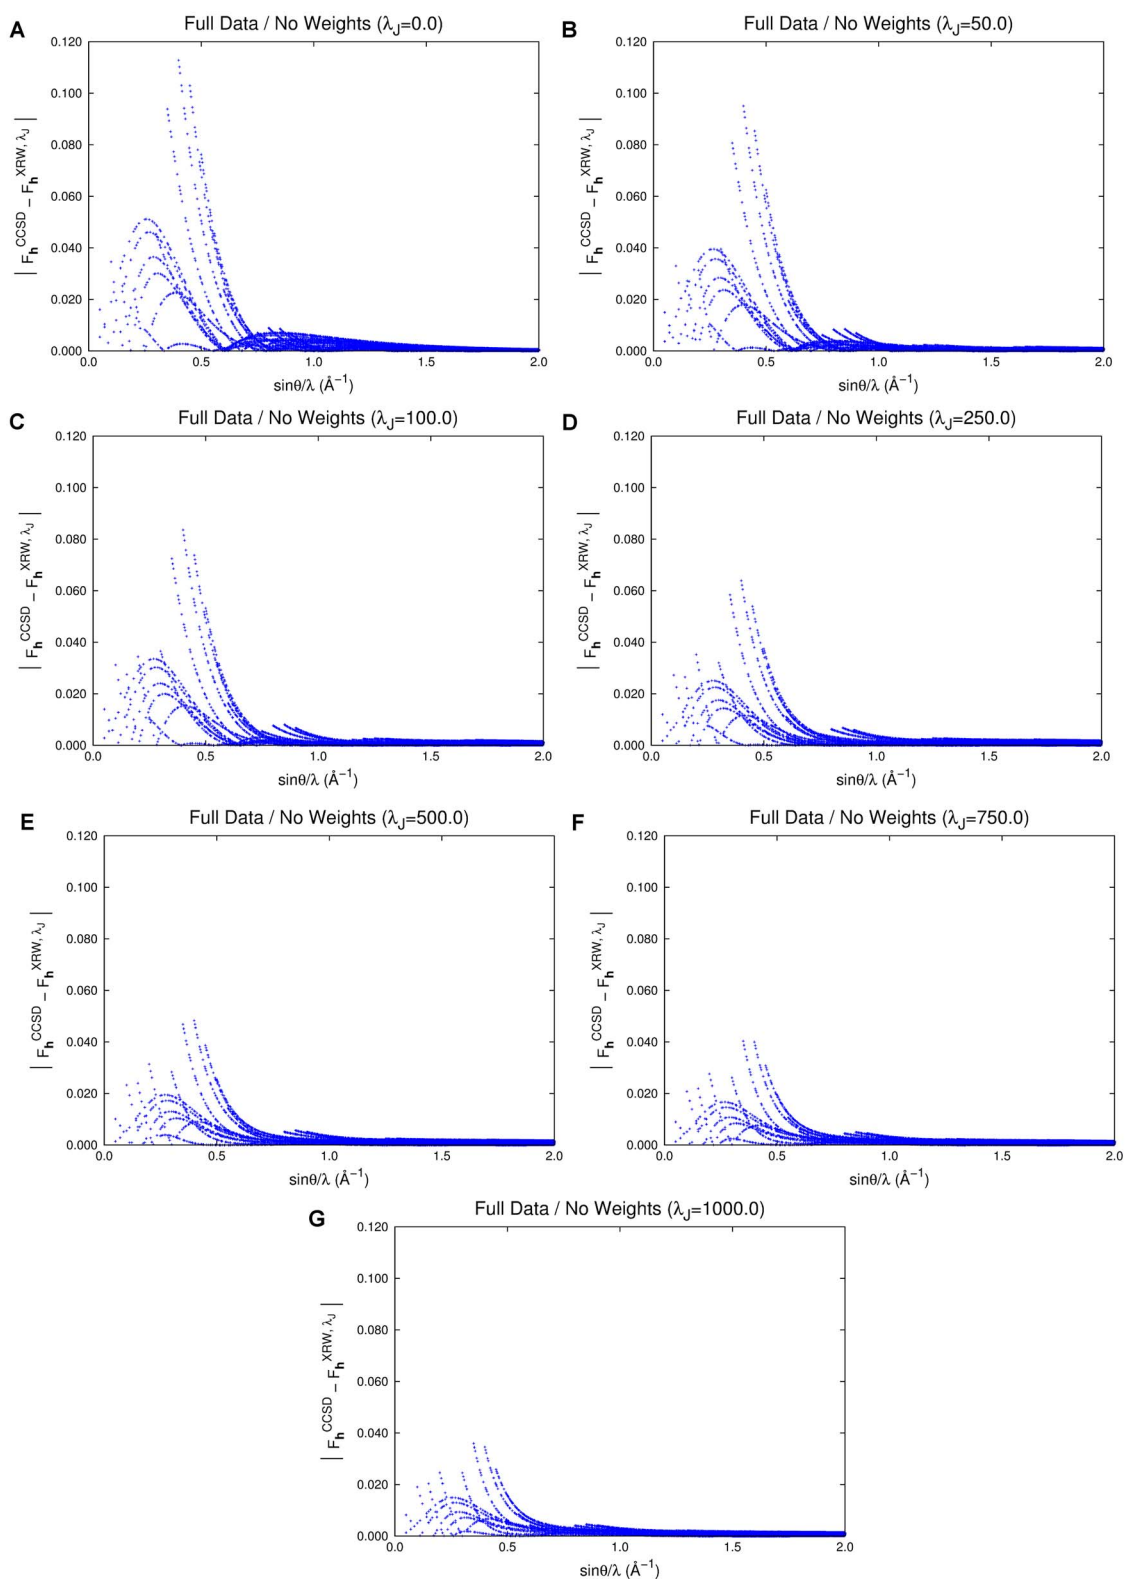 A
Full Data / No Weights (λJ=0.0)
| Fh^CCSD – Fh^XRW, λJ |
0.120
0.100
0.080
0.060
0.040
0.020
0.000
0.0 0.5 1.0 1.5 2.0
sinθ/λ (Å⁻¹)
B
Full Data / No Weights (λJ=50.0)
| Fh^CCSD – Fh^XRW, λJ |
0.120
0.100
0.080
0.060
0.040
0.020
0.000
0.0 0.5 1.0 1.5 2.0
sinθ/λ (Å⁻¹)
C
Full Data / No Weights (λJ=100.0)
| Fh^CCSD – Fh^XRW, λJ |
0.120
0.100
0.080
0.060
0.040
0.020
0.000
0.0 0.5 1.0 1.5 2.0
sinθ/λ (Å⁻¹)
D
Full Data / No Weights (λJ=250.0)
| Fh^CCSD – Fh^XRW, λJ |
0.120
0.100
0.080
0.060
0.040
0.020
0.000
0.0 0.5 1.0 1.5 2.0
sinθ/λ (Å⁻¹)
E
Full Data / No Weights (λJ=500.0)
| Fh^CCSD – Fh^XRW, λJ |
0.120
0.100
0.080
0.060
0.040
0.020
0.000
0.0 0.5 1.0 1.5 2.0
sinθ/λ (Å⁻¹)
F
Full Data / No Weights (λJ=750.0)
| Fh^CCSD – Fh^XRW, λJ |
0.120
0.100
0.080
0.060
0.040
0.020
0.000
0.0 0.5 1.0 1.5 2.0
sinθ/λ (Å⁻¹)
G
Full Data / No Weights (λJ=1000.0)
| Fh^CCSD – Fh^XRW, λJ |
0.120
0.100
0.080
0.060
0.040
0.020
0.000
0.0 0.5 1.0 1.5 2.0
sinθ/λ (Å⁻¹)